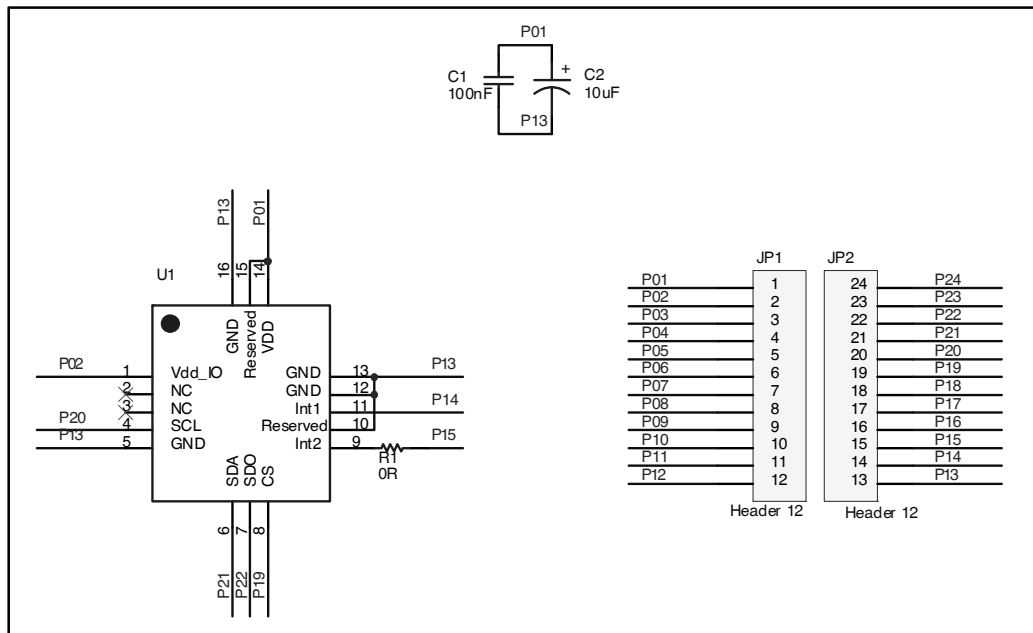 P01
C1
100nF
+
C2
10uF
P13
P13
P01
U1
16
15
14
GND
Reserved
VDD
P02
1
Vdd_IO
2
NC
3
NC
P20
4
SCL
P13
5
GND
GND
13
P13
GND
12
Int1
11
P14
Reserved
10
Int2
9
P15
R1
0R
SDA
SDO
CS
6
7
8
P21
P22
P19
JP1
JP2
P01 1 24 P24
P02 2 23 P23
P03 3 22 P22
P04 4 21 P21
P05 5 20 P20
P06 6 19 P19
P07 7 18 P18
P08 8 17 P17
P09 9 16 P16
P10 10 15 P15
P11 11 14 P14
P12 12 13 P13
Header 12
Header 12